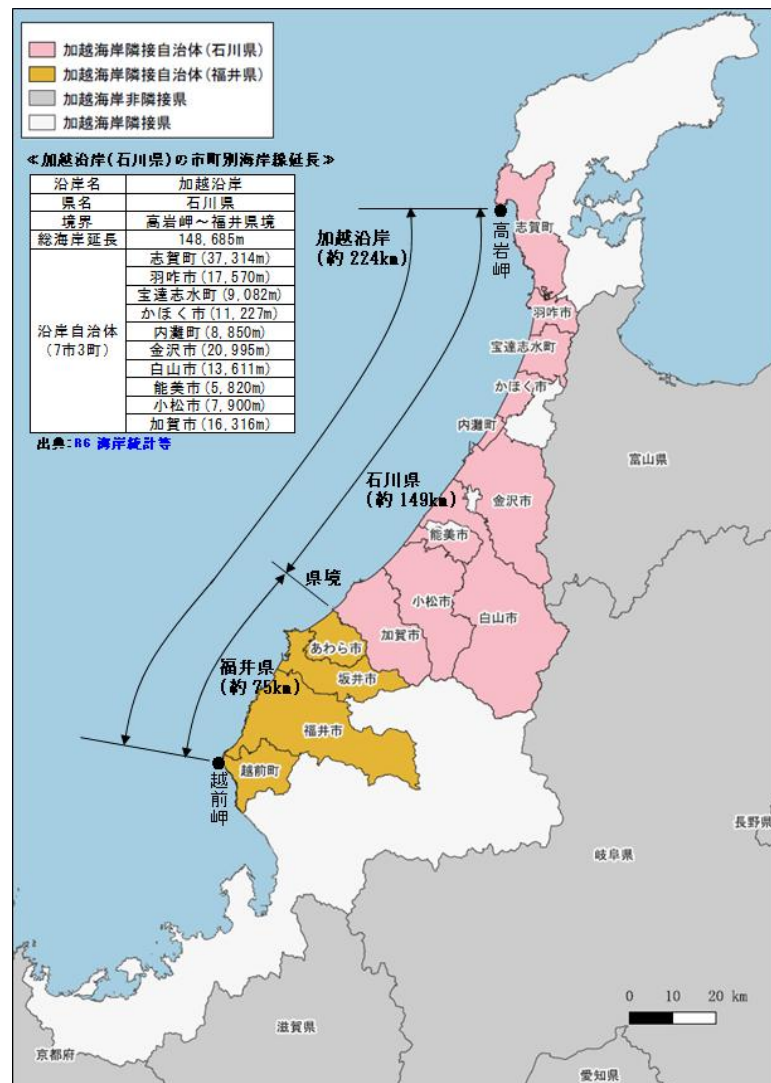 加越海岸隣接自治体(石川県)
加越海岸隣接自治体(福井県)
加越海岸非隣接県
加越海岸隣接県
≪加越沿岸(石川県)の市町別海岸線延長≫
沿岸名 加越沿岸
県名 石川県
境界 高岩岬～福井県境
総海岸延長 148,685m
沿岸自治体
(7市3町)
志賀町(37,314m)
羽咋市(17,570m)
宝達志水町(9,082m)
かほく市(11,227m)
内灘町(8,850m)
金沢市(20,995m)
白山市(13,611m)
能美市(5,820m)
小松市(7,900m)
加賀市(16,316m)
出典:R6 海岸統計等
加越沿岸
(約224km)
高岩岬
志賀町
羽咋市
宝達志水町
かほく市
内灘町
富山県
石川県
(約149km)
金沢市
能美市
県境
小松市
白山市
加賀市
あわら市
坂井市
福井県
(約75km)
福井市
越前町
越前岬
長野県
岐阜県
0 10 20 km
滋賀県
京都府
愛知県